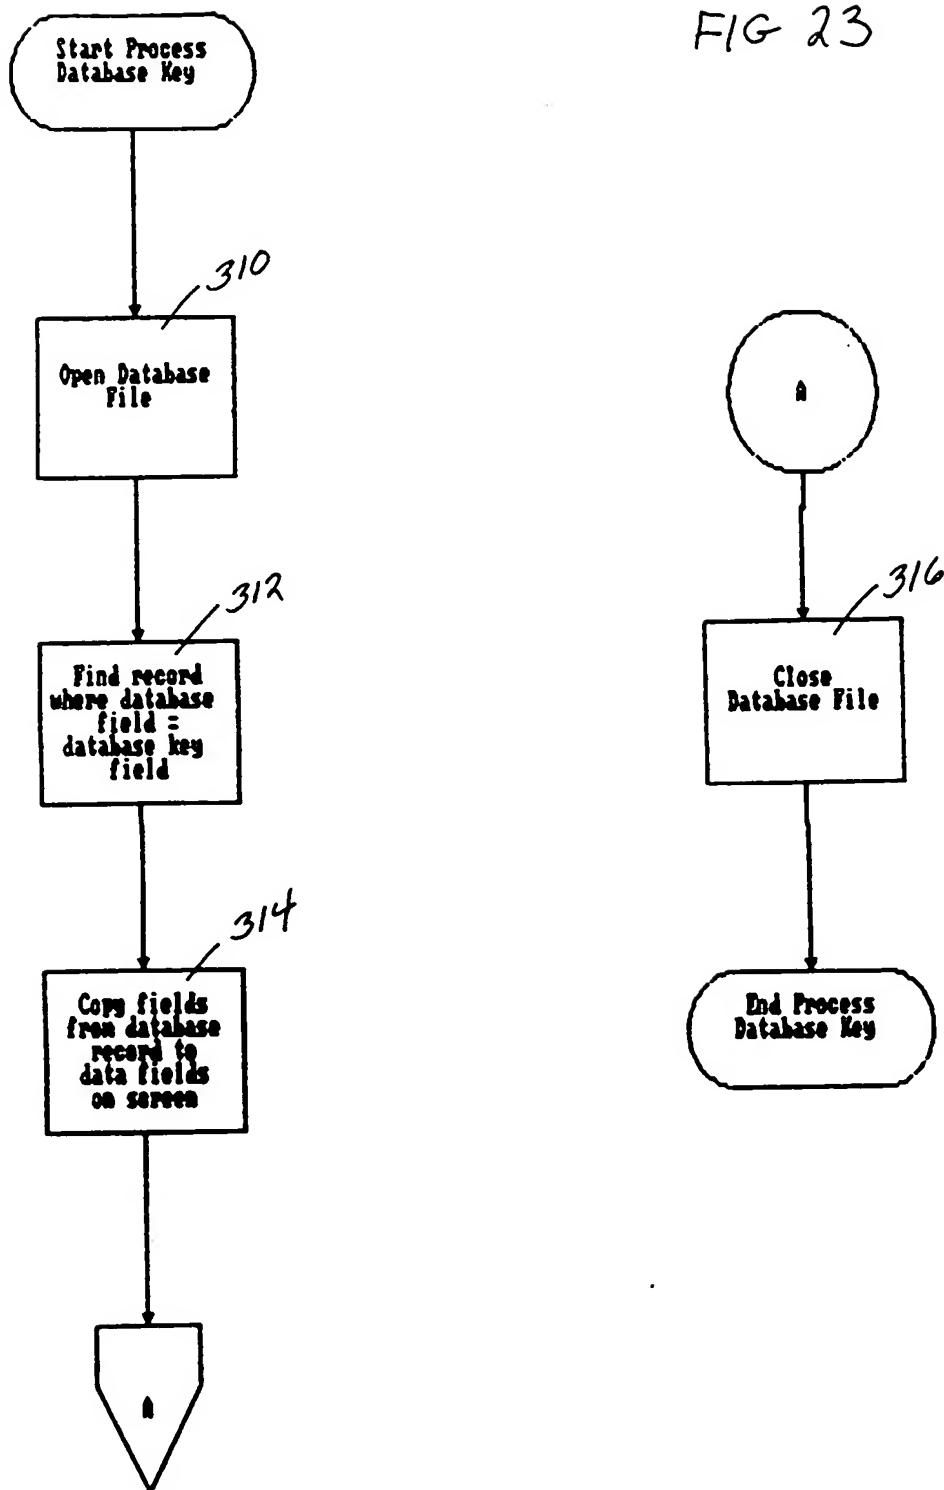 FIG 23
Start Process
Database Key
310
Open Database
File
312
Find record
where database
field =
database key
field
314
Copy fields
from database
record to
data fields
on screen
A
A
316
Close
Database File
End Process
Database Key